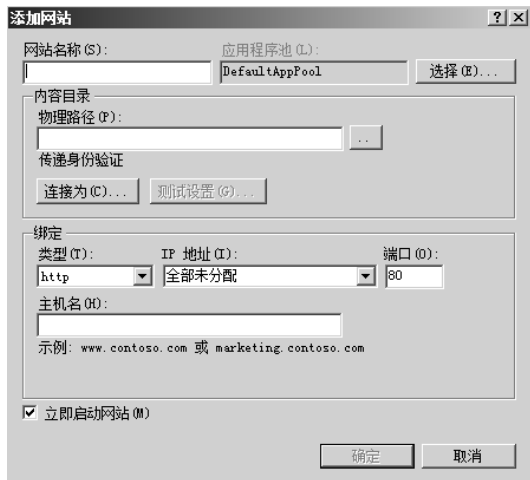 添加网站
网站名称(S): 应用程序池(L):
DefaultAppPool 选择(E)...
内容目录
物理路径(P):
..
传递身份验证
连接为(C)... 测试设置(G)...
绑定
类型(T): IP 地址(I): 端口(O):
http 全部未分配 80
主机名(H):
示例: www.contoso.com 或 marketing.contoso.com
立即启动网站(M)
确定 取消